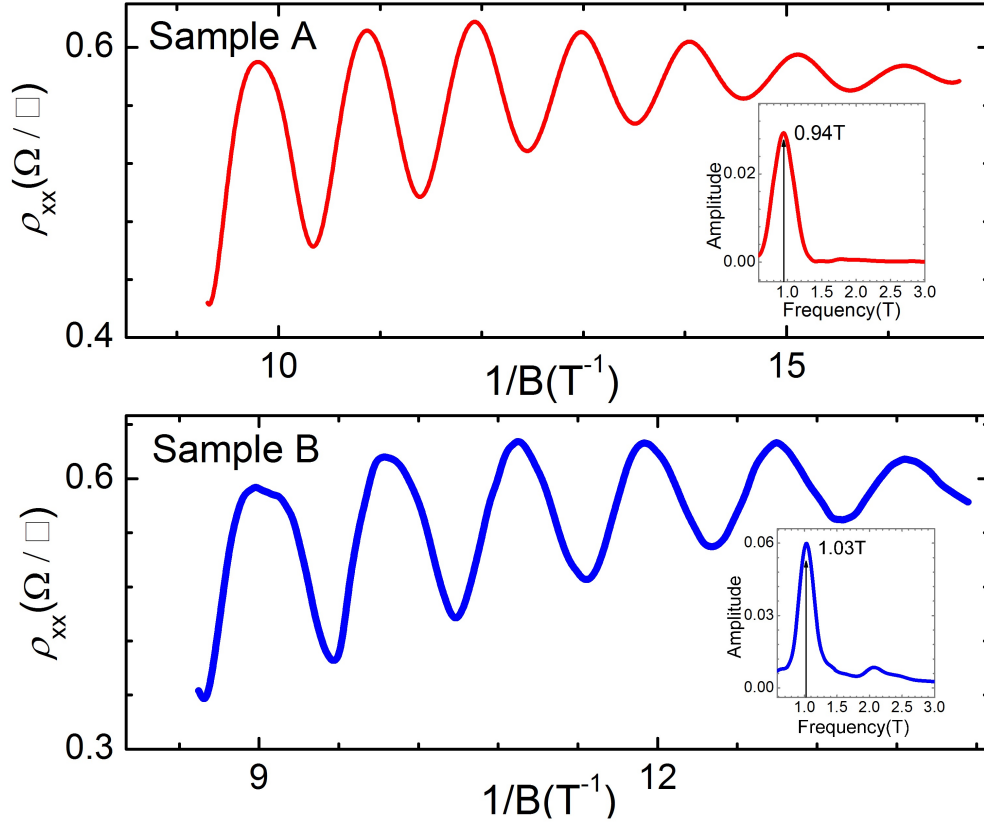 Sample A
0.6
0.4
ρxx(Ω / □)
10
15
1/B(T-1)
0.94T
0.02
0.00
Amplitude
1.0 1.5 2.0 2.5 3.0
Frequency(T)
Sample B
0.6
0.3
ρxx(Ω / □)
9
12
1/B(T-1)
1.03T
0.06
0.03
0.00
Amplitude
1.0 1.5 2.0 2.5 3.0
Frequency(T)